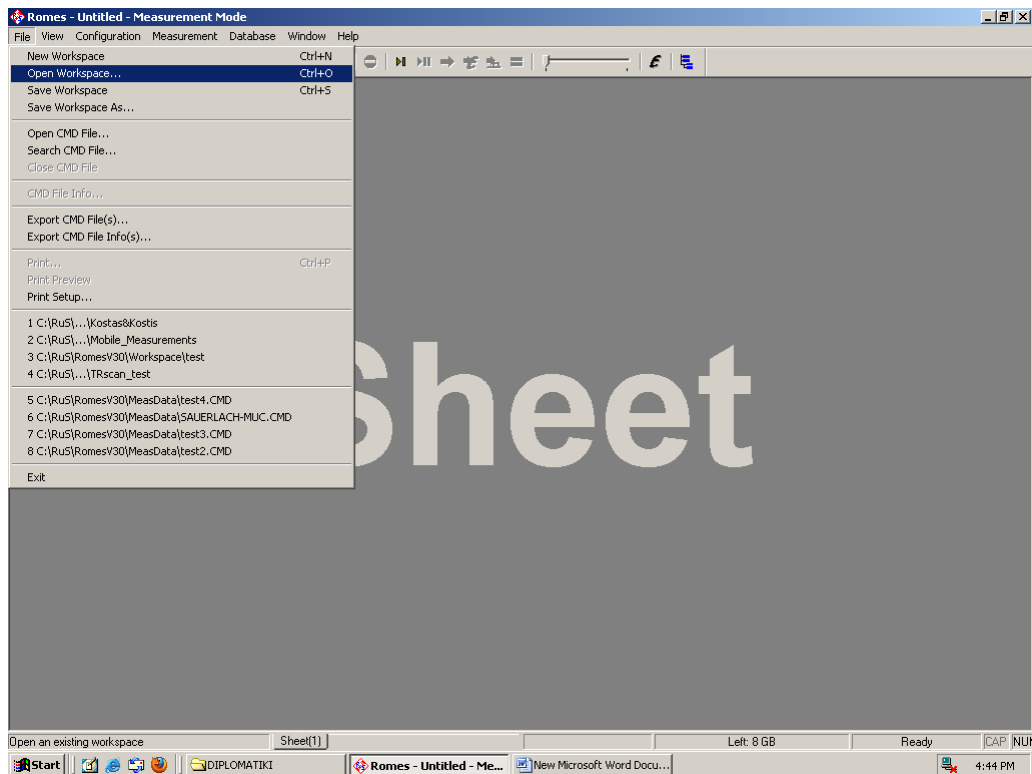 Romes - Untitled - Measurement Mode
File View Configuration Measurement Database Window Help
New Workspace Ctrl+N
Open Workspace... Ctrl+O
Save Workspace Ctrl+S
Save Workspace As...
Open CMD File...
Search CMD File...
Close CMD File
CMD File Info...
Export CMD File(s)...
Export CMD File Info(s)...
Print... Ctrl+P
Print Preview
Print Setup...
1 C:\RuS\...\Kostas&Kostis
2 C:\RuS\...\Mobile_Measurements
3 C:\RuS\RomesV30\Workspace\test
4 C:\RuS\...\TRscan_test
5 C:\RuS\RomesV30\MeasData\test4.CMD
6 C:\RuS\RomesV30\MeasData\SAUERLACH-MUC.CMD
7 C:\RuS\RomesV30\MeasData\test3.CMD
8 C:\RuS\RomesV30\MeasData\test2.CMD
Exit
Sheet
Open an existing workspace Sheet(1) Left: 8 GB Ready CAP NU
Start DIPLOMATIKI Romes - Untitled - Me... New Microsoft Word Docu... 4:44 PM